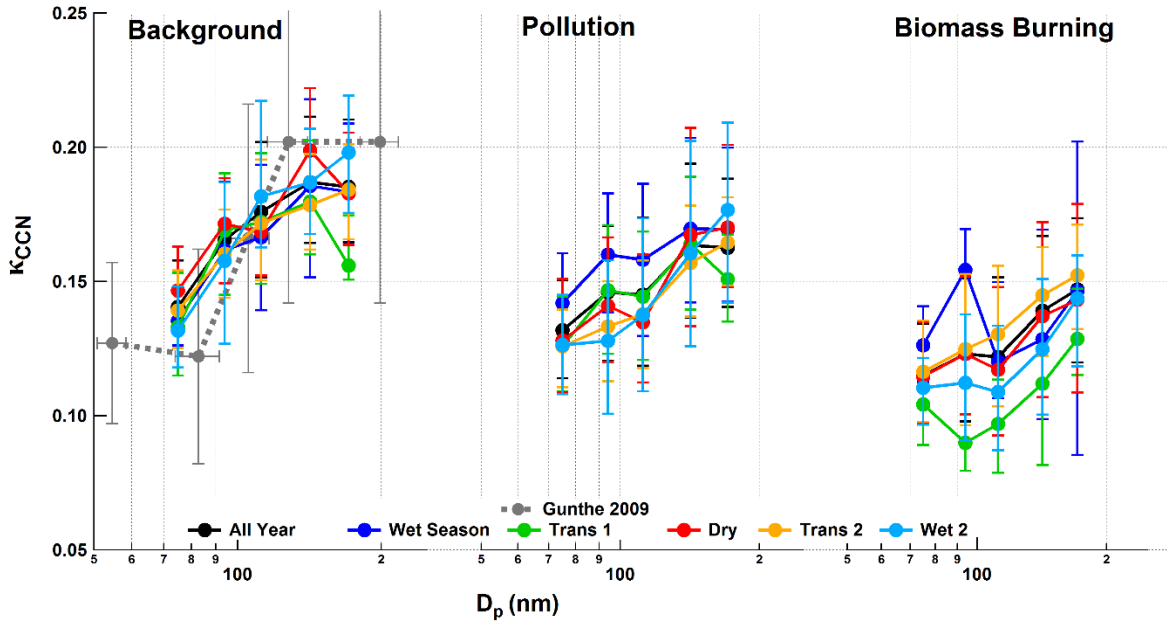 Background Pollution Biomass Burning
0.25
0.20
0.15
0.10
0.05
κCCN
Gunthe 2009
All Year Wet Season Trans 1 Dry Trans 2 Wet 2
5 6 7 8 9 2 5 6 7 8 9 2 5 6 7 8 9 2
100 100 100
Dp (nm)